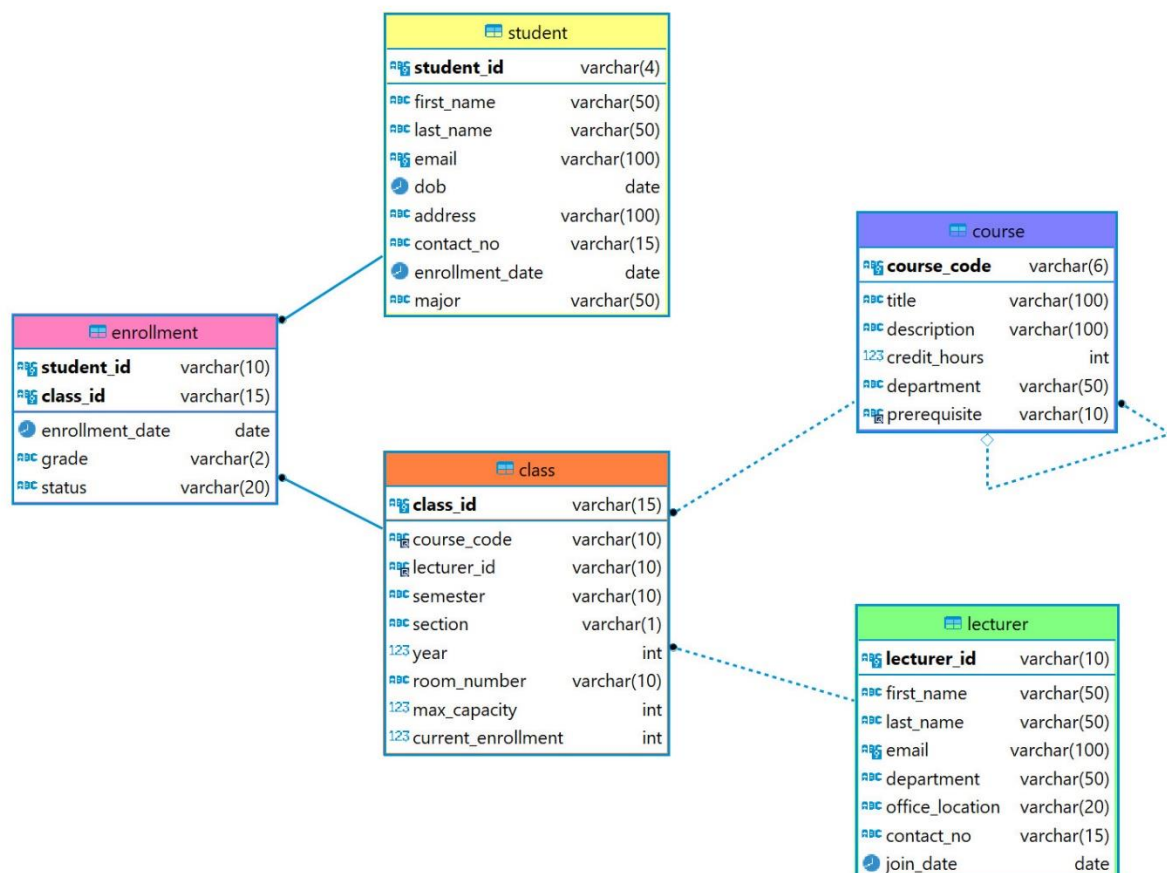 student
student_id varchar(4)
first_name varchar(50)
last_name varchar(50)
email varchar(100)
dob date
address varchar(100)
contact_no varchar(15)
enrollment_date date
major varchar(50)
enrollment
student_id varchar(10)
class_id varchar(15)
enrollment_date date
grade varchar(2)
status varchar(20)
class
class_id varchar(15)
course_code varchar(10)
lecturer_id varchar(10)
semester varchar(10)
section varchar(1)
year int
room_number varchar(10)
max_capacity int
current_enrollment int
course
course_code varchar(6)
title varchar(100)
description varchar(100)
credit_hours int
department varchar(50)
prerequisite varchar(10)
lecturer
lecturer_id varchar(10)
first_name varchar(50)
last_name varchar(50)
email varchar(100)
department varchar(50)
office_location varchar(20)
contact_no varchar(15)
join_date date